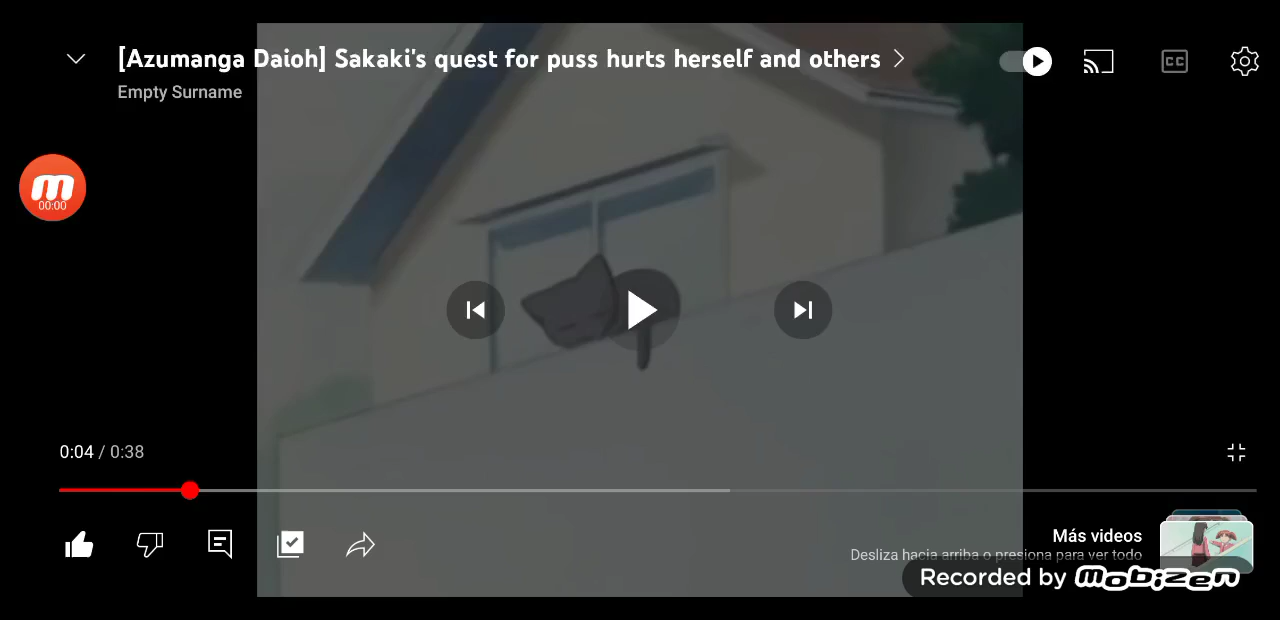 [Azumanga Daioh] Sakaki's quest for puss hurts herself and others
Empty Surname
CC
m
00:00
0:04 / 0:38
Más videos
Desliza hacia arriba o presiona para ver todo
Recorded by mobizen